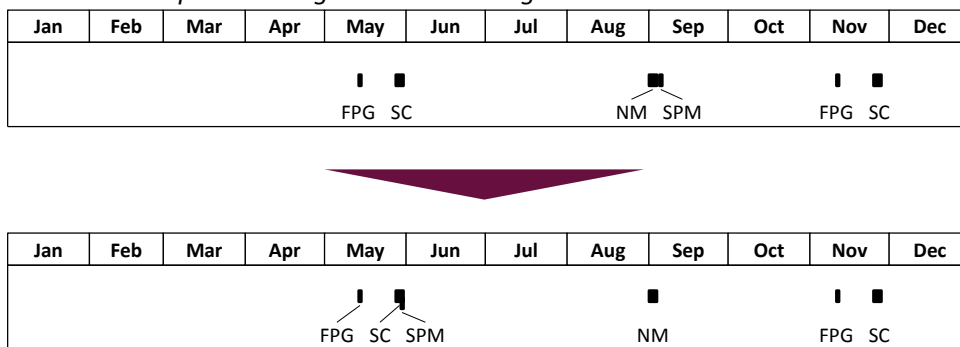 Jan Feb Mar Apr May Jun Jul Aug Sep Oct Nov Dec
FPG SC NM SPM FPG SC
Jan Feb Mar Apr May Jun Jul Aug Sep Oct Nov Dec
FPG SC SPM NM FPG SC